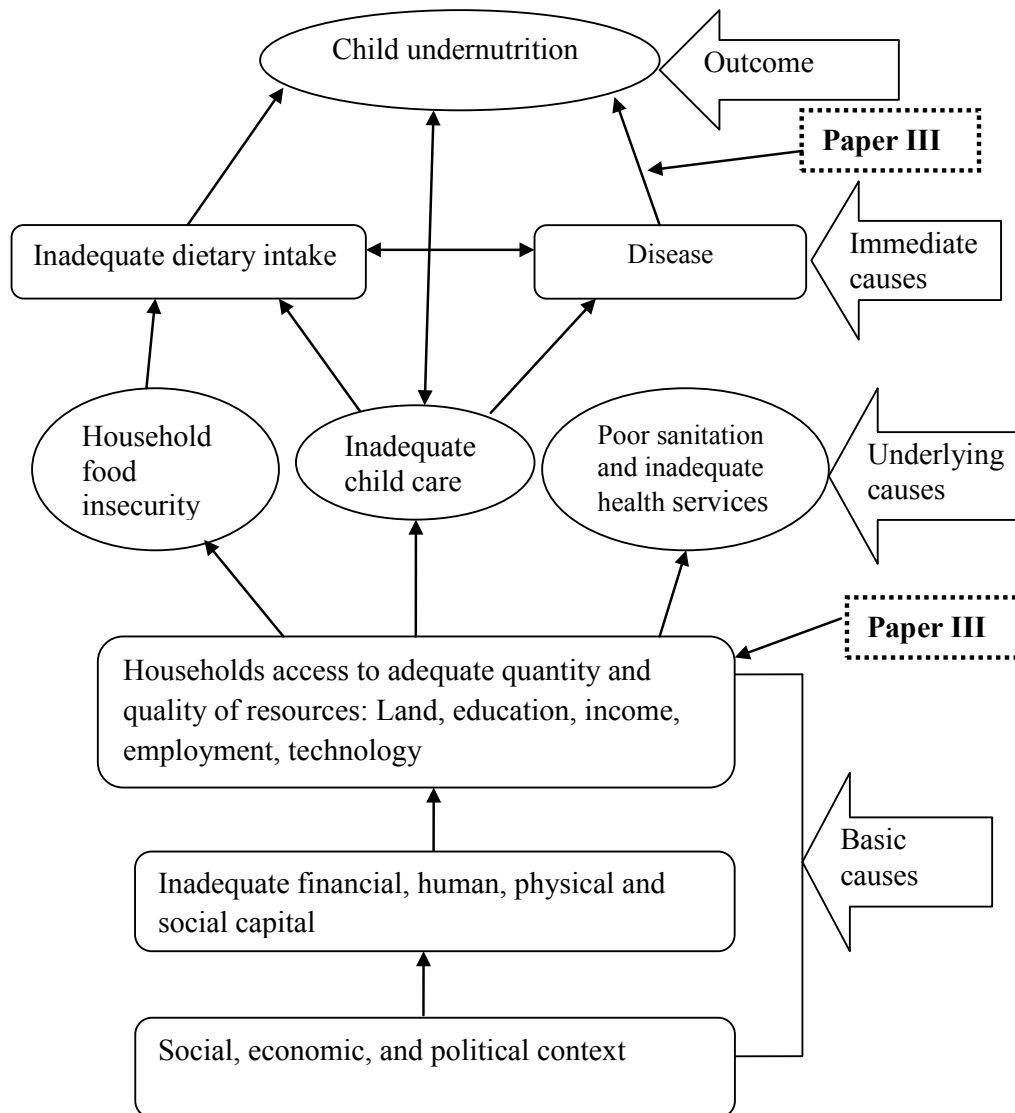 Child undernutrition
Outcome
Paper III
Inadequate dietary intake
Disease
Immediate
causes
Household
food
insecurity
Inadequate
child care
Poor sanitation
and inadequate
health services
Underlying
causes
Paper III
Households access to adequate quantity and
quality of resources: Land, education, income,
employment, technology
Basic
causes
Inadequate financial, human, physical and
social capital
Social, economic, and political context